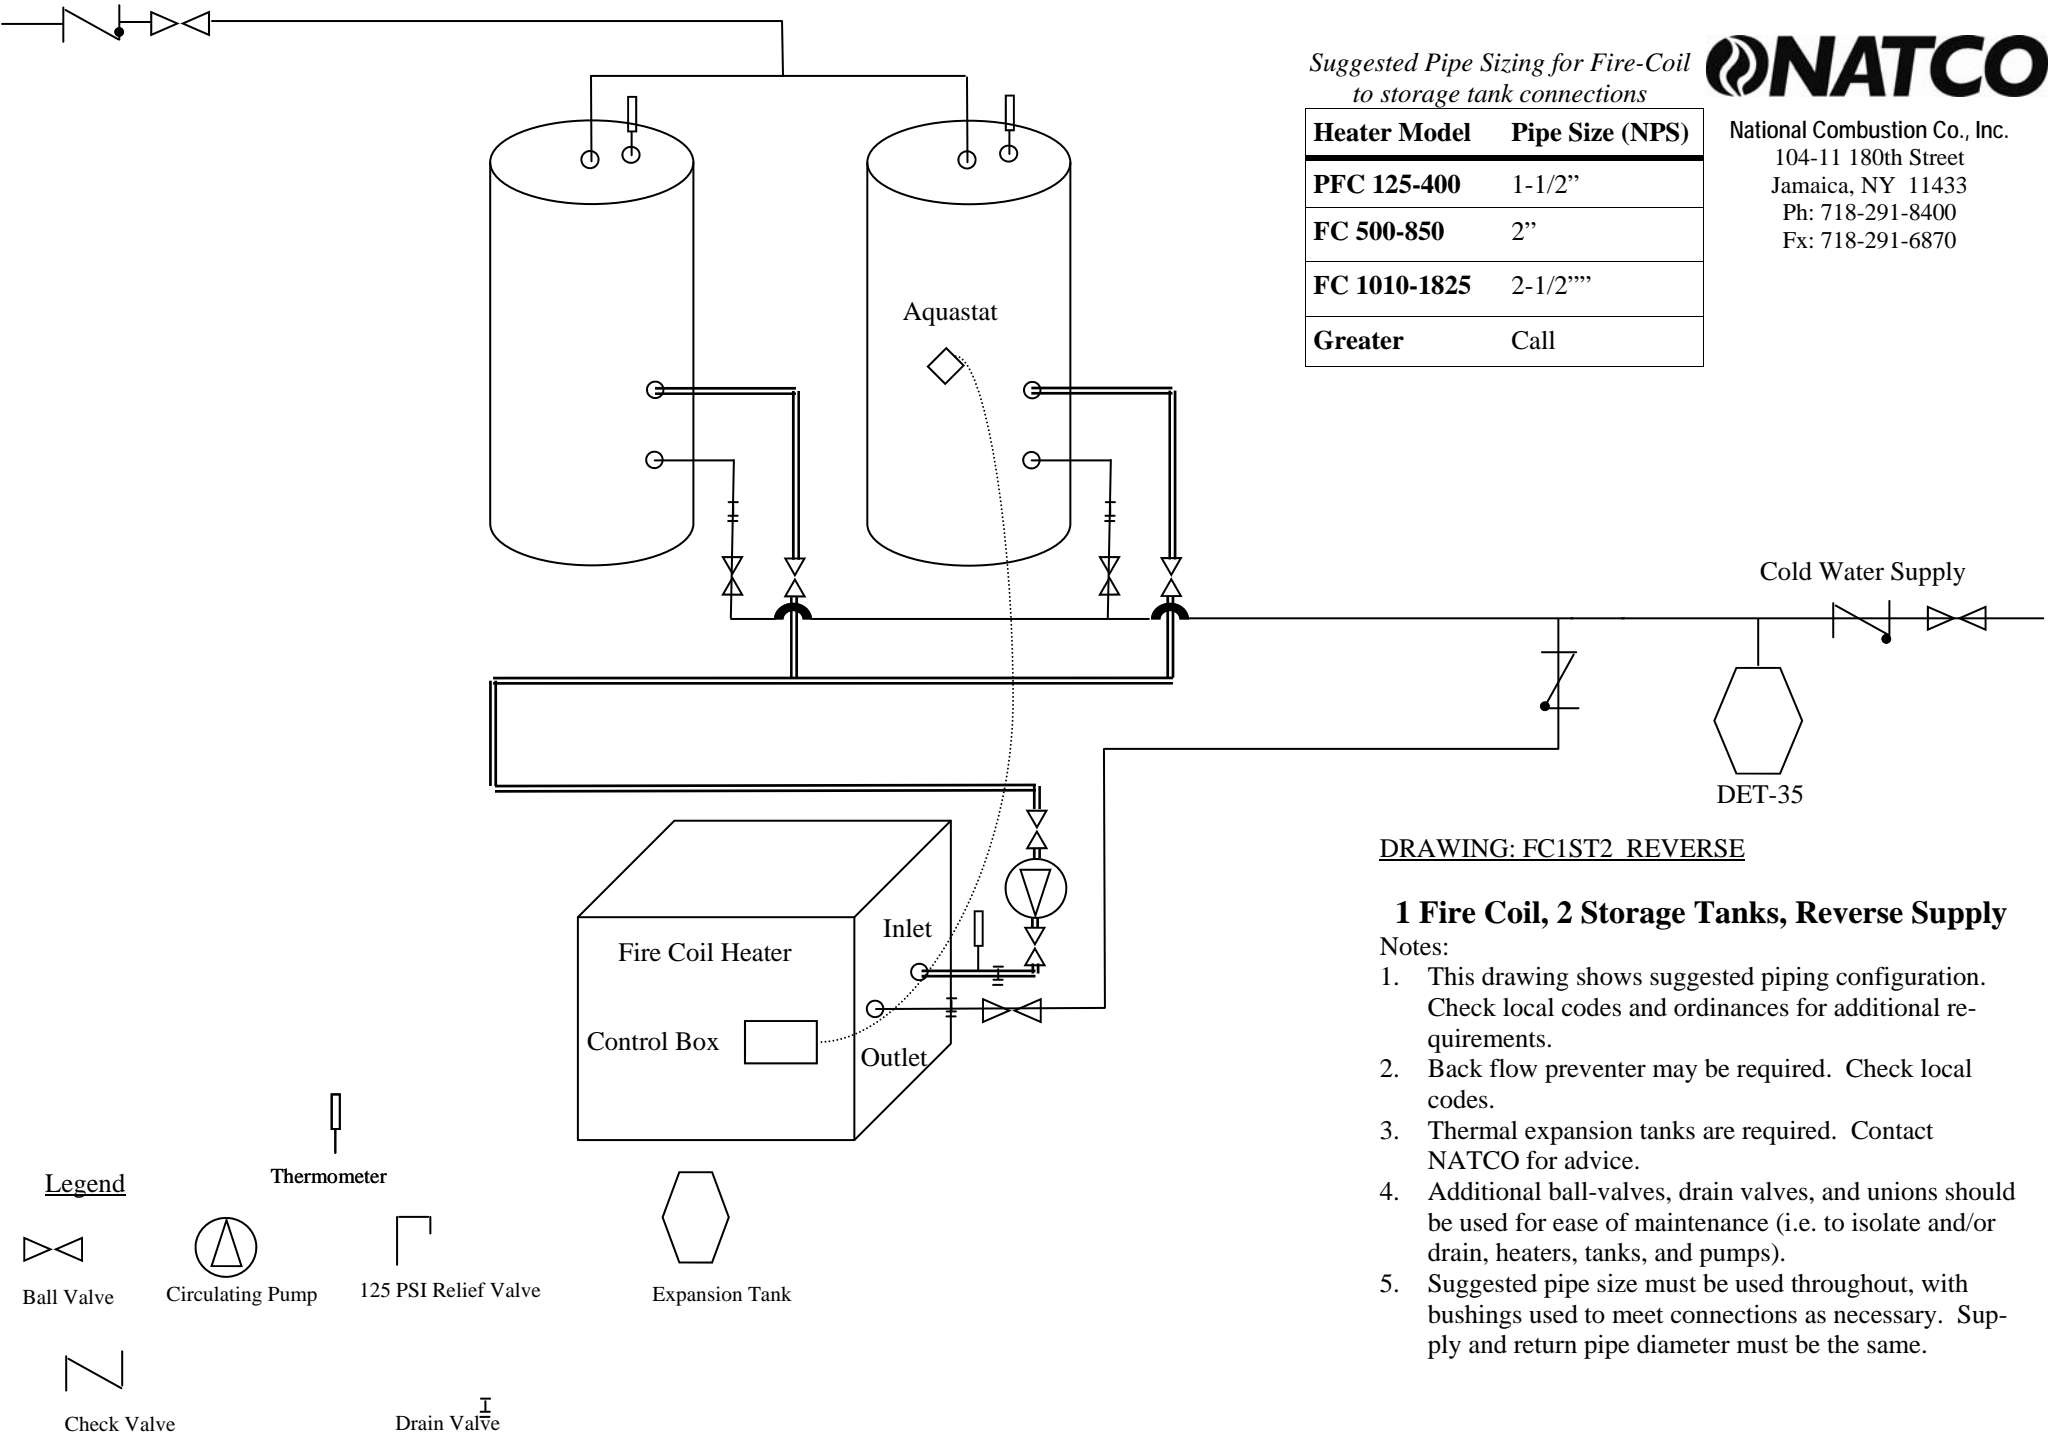 Suggested Pipe Sizing for Fire-Coil
to storage tank connections
Heater Model Pipe Size (NPS)
PFC 125-400 1-1/2”
FC 500-850 2”
FC 1010-1825 2-1/2””
Greater Call
NATCO
National Combustion Co., Inc.
104-11 180th Street
Jamaica, NY 11433
Ph: 718-291-8400
Fx: 718-291-6870
Aquastat
Cold Water Supply
DET-35
Inlet
Fire Coil Heater
Control Box
Outlet
DRAWING: FC1ST2 REVERSE
1 Fire Coil, 2 Storage Tanks, Reverse Supply
Notes:
1. This drawing shows suggested piping configuration.
Check local codes and ordinances for additional re-
quirements.
2. Back flow preventer may be required. Check local
codes.
3. Thermal expansion tanks are required. Contact
NATCO for advice.
4. Additional ball-valves, drain valves, and unions should
be used for ease of maintenance (i.e. to isolate and/or
drain, heaters, tanks, and pumps).
5. Suggested pipe size must be used throughout, with
bushings used to meet connections as necessary. Sup-
ply and return pipe diameter must be the same.
Legend
Thermometer
Ball Valve
Circulating Pump
125 PSI Relief Valve
Expansion Tank
Check Valve
Drain Valve